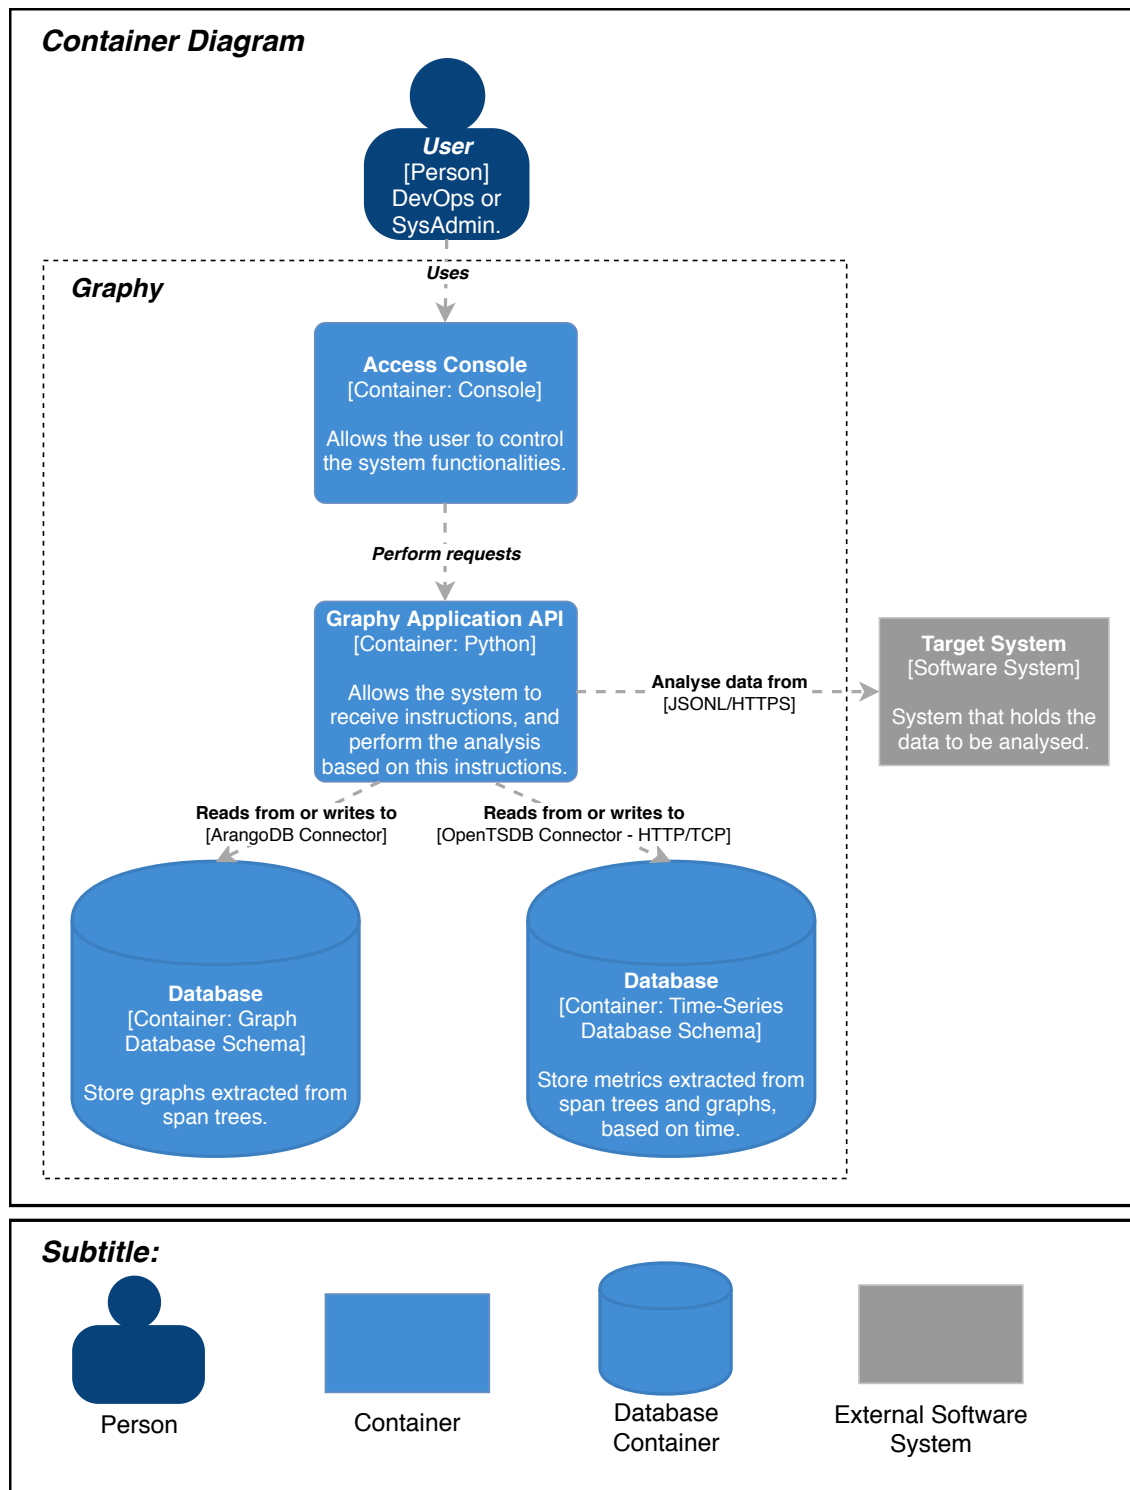 Container Diagram
User
[Person]
DevOps or
SysAdmin.
Uses
Graphy
Access Console
[Container: Console]
Allows the user to control
the system functionalities.
Perform requests
Graphy Application API
[Container: Python]
Allows the system to
receive instructions, and
perform the analysis
based on this instructions.
Analyse data from
[JSONL/HTTPS]
Target System
[Software System]
System that holds the
data to be analysed.
Reads from or writes to
[ArangoDB Connector]
Reads from or writes to
[OpenTSDB Connector - HTTP/TCP]
Database
[Container: Graph
Database Schema]
Store graphs extracted from
span trees.
Database
[Container: Time-Series
Database Schema]
Store metrics extracted from
span trees and graphs,
based on time.
Subtitle:
Person
Container
Database
Container
External Software
System